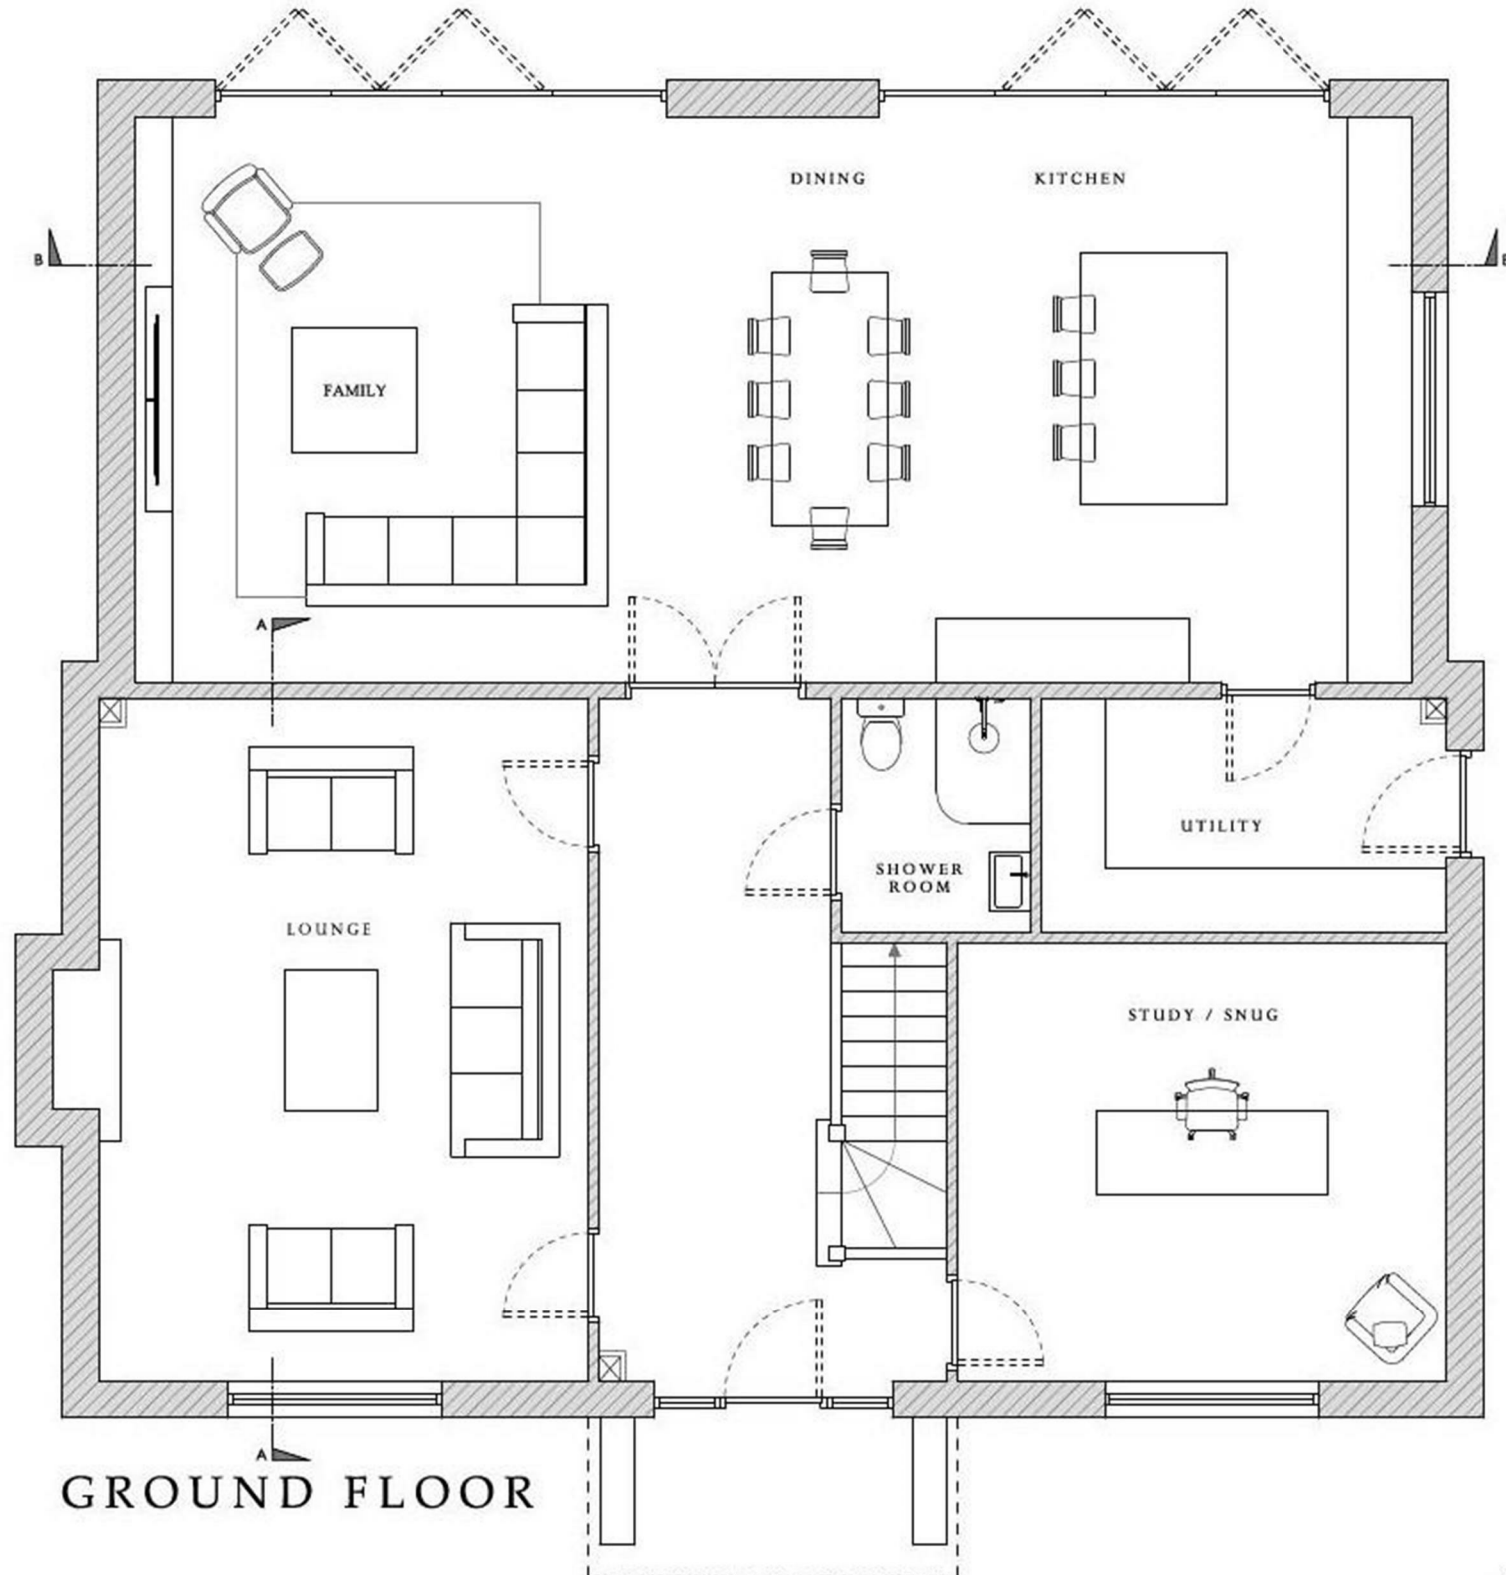 DINING
KITCHEN
B
B
FAMILY
A
UTILITY
SHOWER
ROOM
LOUNGE
STUDY / SNUG
A
GROUND FLOOR